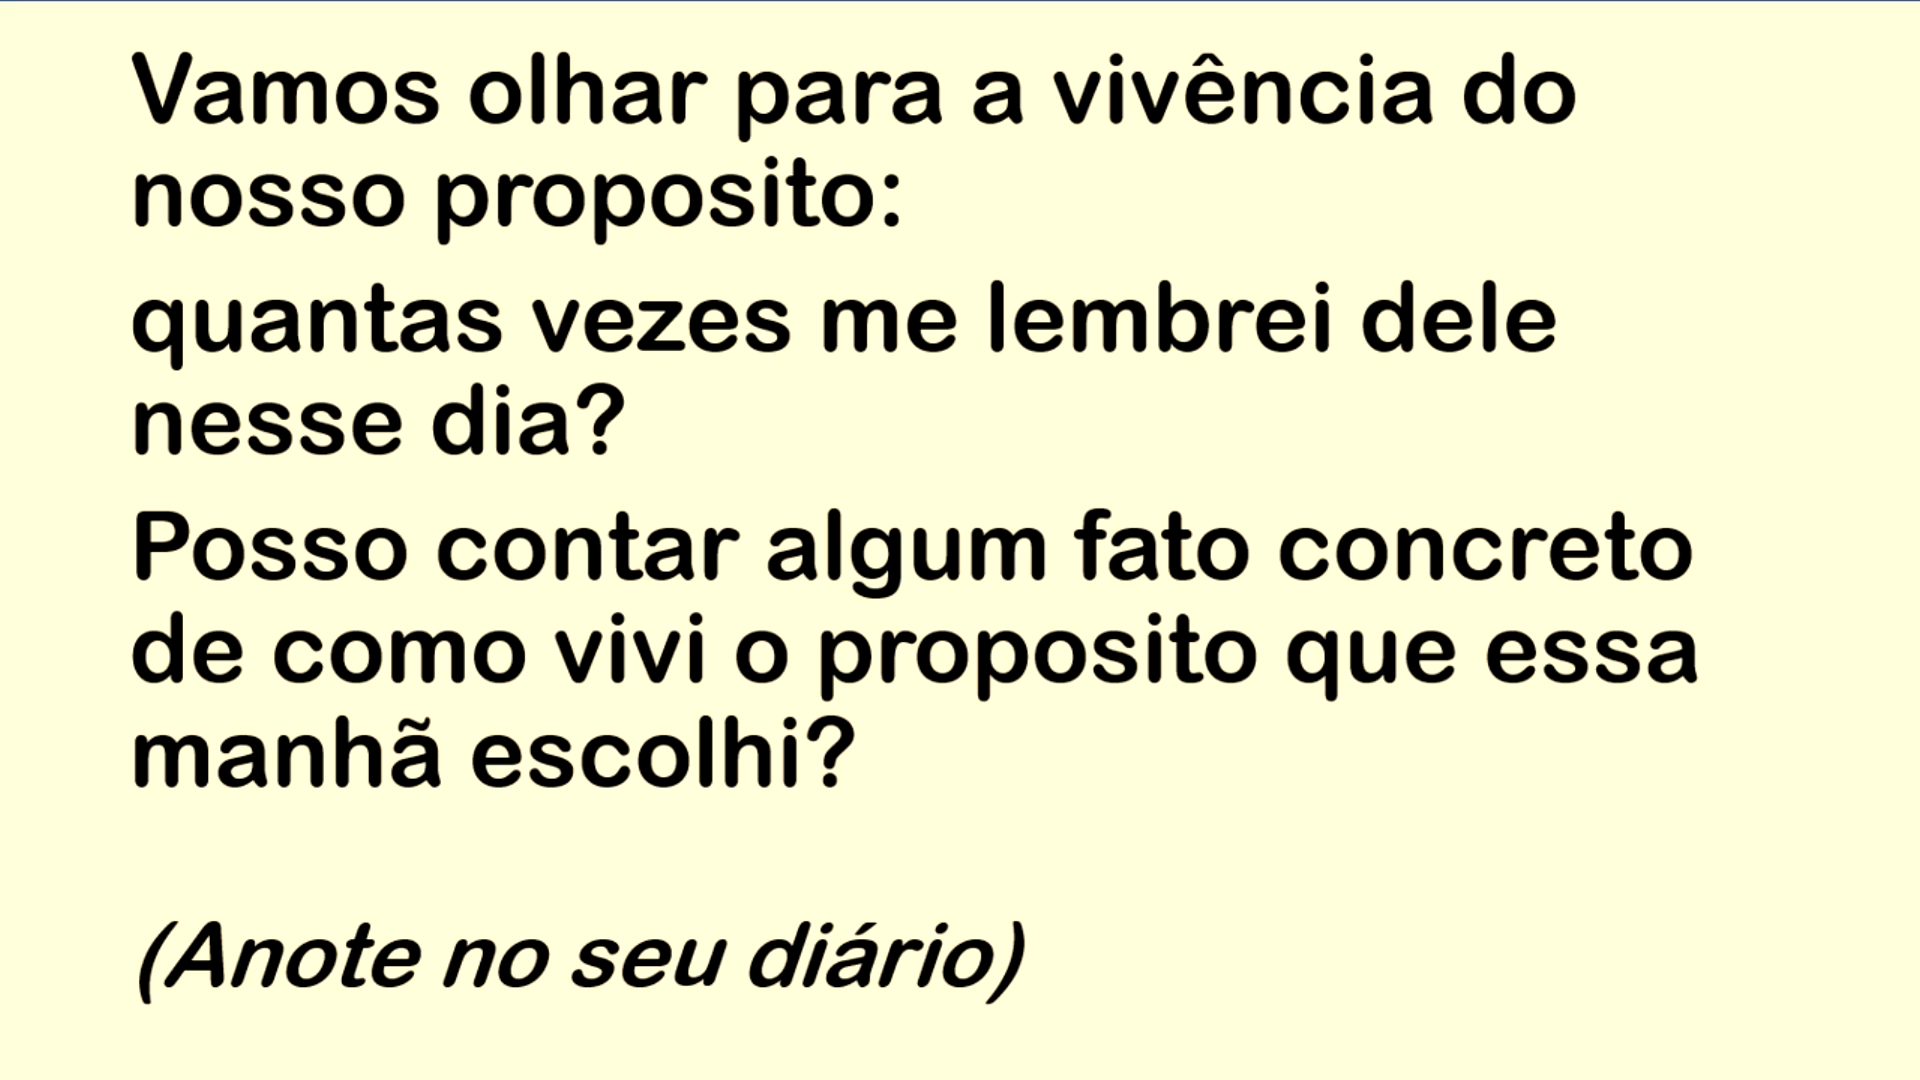 Vamos olhar para a vivência do
nosso proposito:
quantas vezes me lembrei dele
nesse dia?
Posso contar algum fato concreto
de como vivi o proposito que essa
manhã escolhi?
(Anote no seu diário)